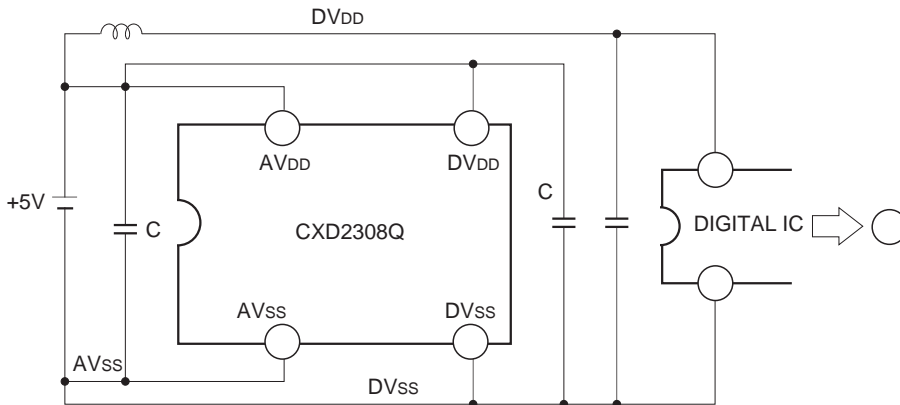 DVDD
AVDD
DVDD
+5V
C
C
CXD2308Q
DIGITAL IC
AVSS
DVSS
AVSS
DVSS